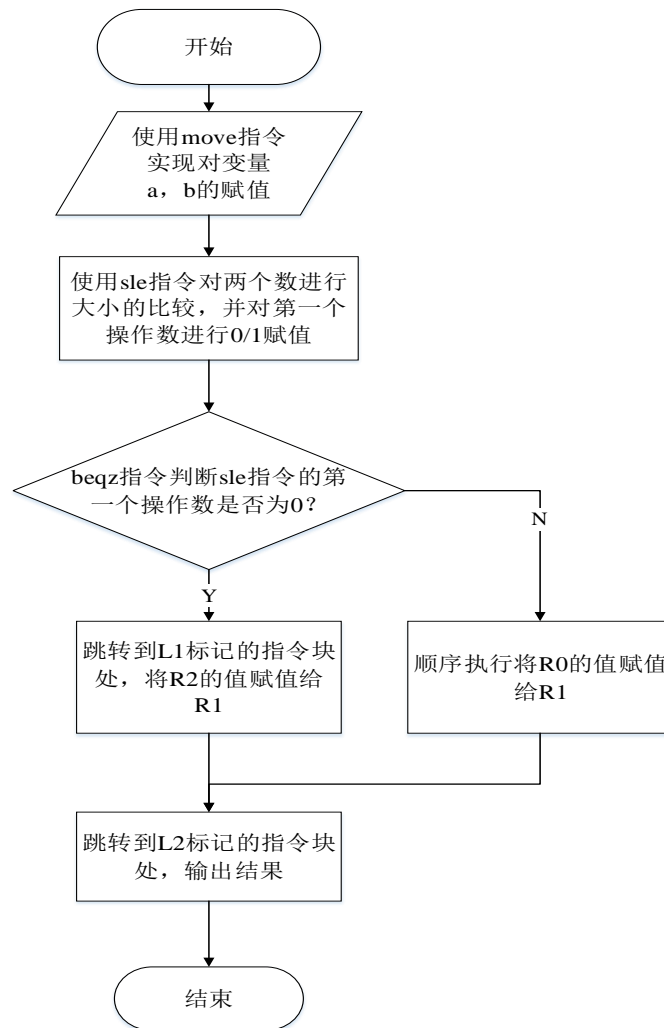 开始
使用move指令
实现对变量
a，b的赋值
使用sle指令对两个数进行
大小的比较，并对第一个
操作数进行0/1赋值
beqz指令判断sle指令的第
一个操作数是否为0？
N
Y
跳转到L1标记的指令块
处，将R2的值赋值给
R1
顺序执行将R0的值赋值
给R1
跳转到L2标记的指令块
处，输出结果
结束